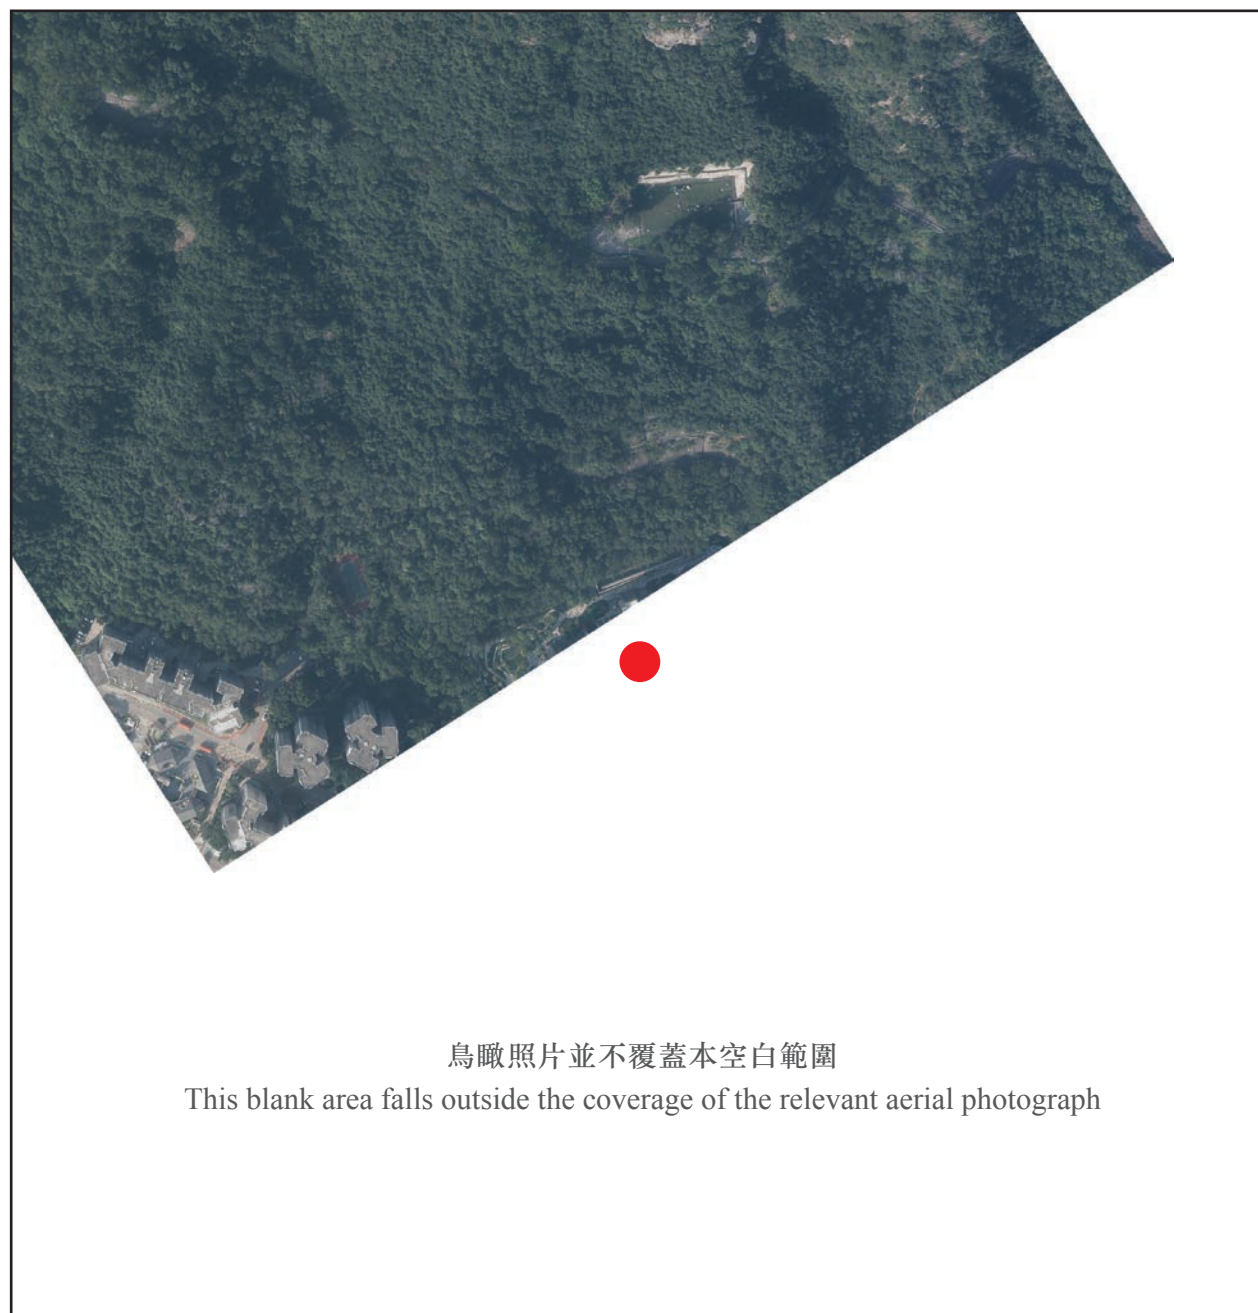 鳥瞰照片並不覆蓋本空白範圍
This blank area falls outside the coverage of the relevant aerial photograph